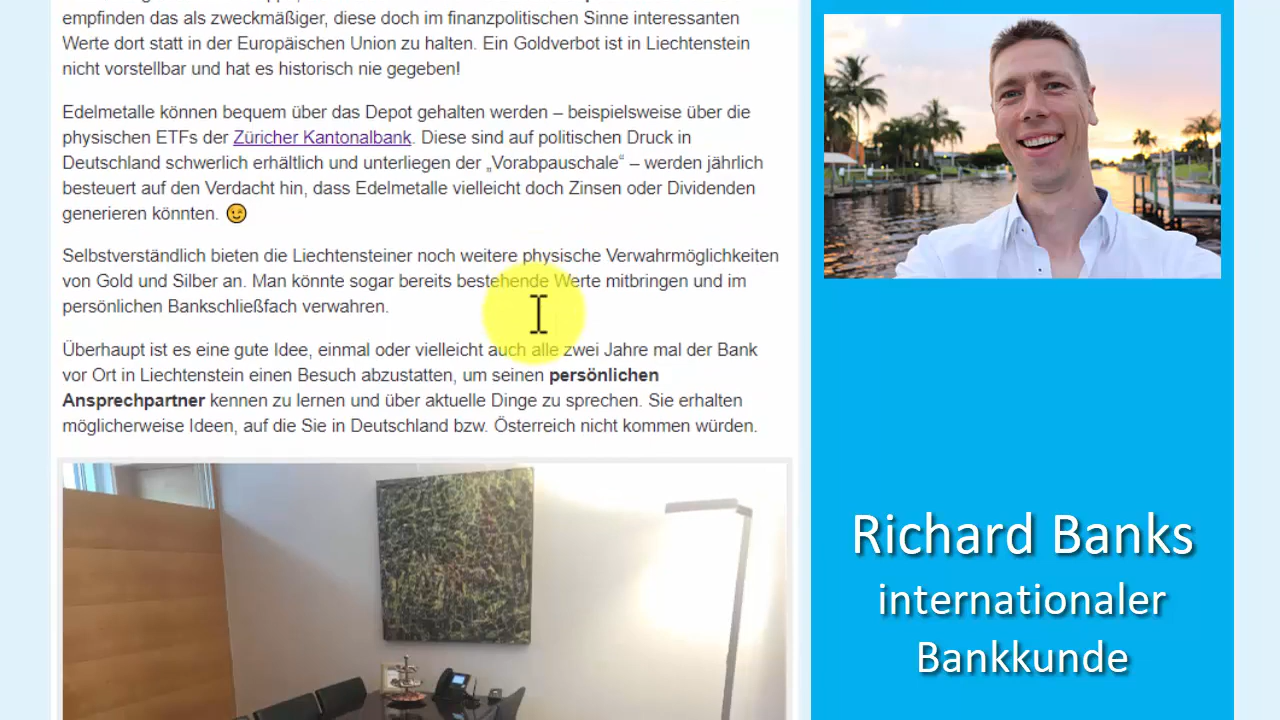 empfinden das als zweckmäßiger, diese doch im finanzpolitischen Sinne interessanten
Werte dort statt in der Europäischen Union zu halten. Ein Goldverbot ist in Liechtenstein
nicht vorstellbar und hat es historisch nie gegeben!
Edelmetalle können bequem über das Depot gehalten werden – beispielsweise über die
physischen ETFs der Züricher Kantonalbank. Diese sind auf politischen Druck in
Deutschland schwerlich erhältlich und unterliegen der „Vorabpauschale“ – werden jährlich
besteuert auf den Verdacht hin, dass Edelmetalle vielleicht doch Zinsen oder Dividenden
generieren könnten. 😉
Selbstverständlich bieten die Liechtensteiner noch weitere physische Verwahrmöglichkeiten
von Gold und Silber an. Man könnte sogar bereits bestehende Werte mitbringen und im
persönlichen Bankschließfach verwahren.
Überhaupt ist es eine gute Idee, einmal oder vielleicht auch alle zwei Jahre mal der Bank
vor Ort in Liechtenstein einen Besuch abzustatten, um seinen persönlichen
Ansprechpartner kennen zu lernen und über aktuelle Dinge zu sprechen. Sie erhalten
möglicherweise Ideen, auf die Sie in Deutschland bzw. Österreich nicht kommen würden.
Richard Banks
internationaler
Bankkunde